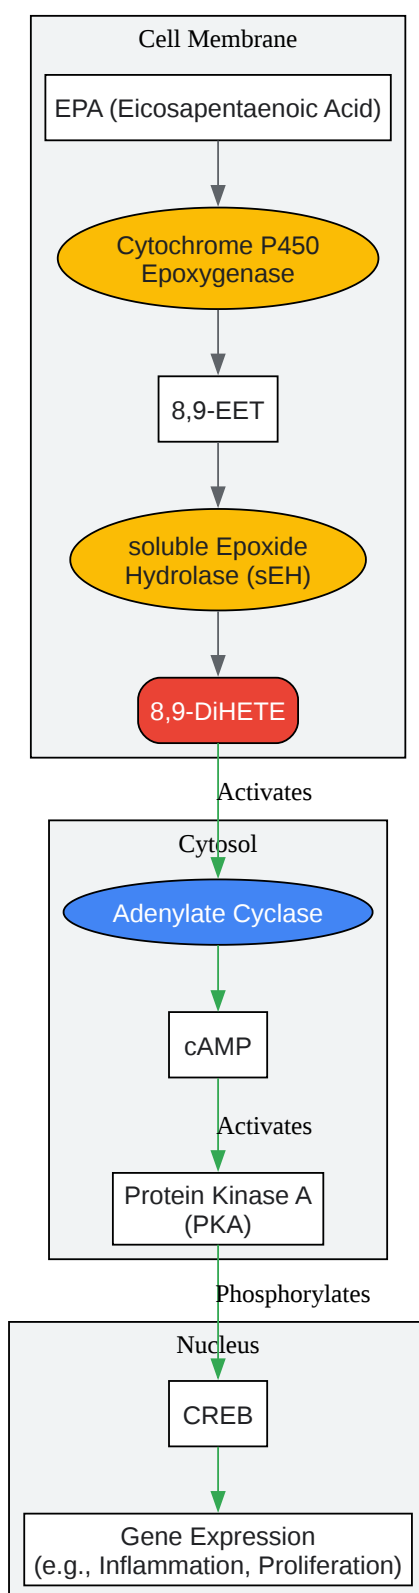 Cell Membrane
EPA (Eicosapentaenoic Acid)
Cytochrome P450
Epoxygenase
8,9-EET
soluble Epoxide
Hydrolase (sEH)
8,9-DiHETE
Activates
Cytosol
Adenylate Cyclase
cAMP
Activates
Protein Kinase A
(PKA)
Phosphorylates
Nucleus
CREB
Gene Expression
(e.g., Inflammation, Proliferation)